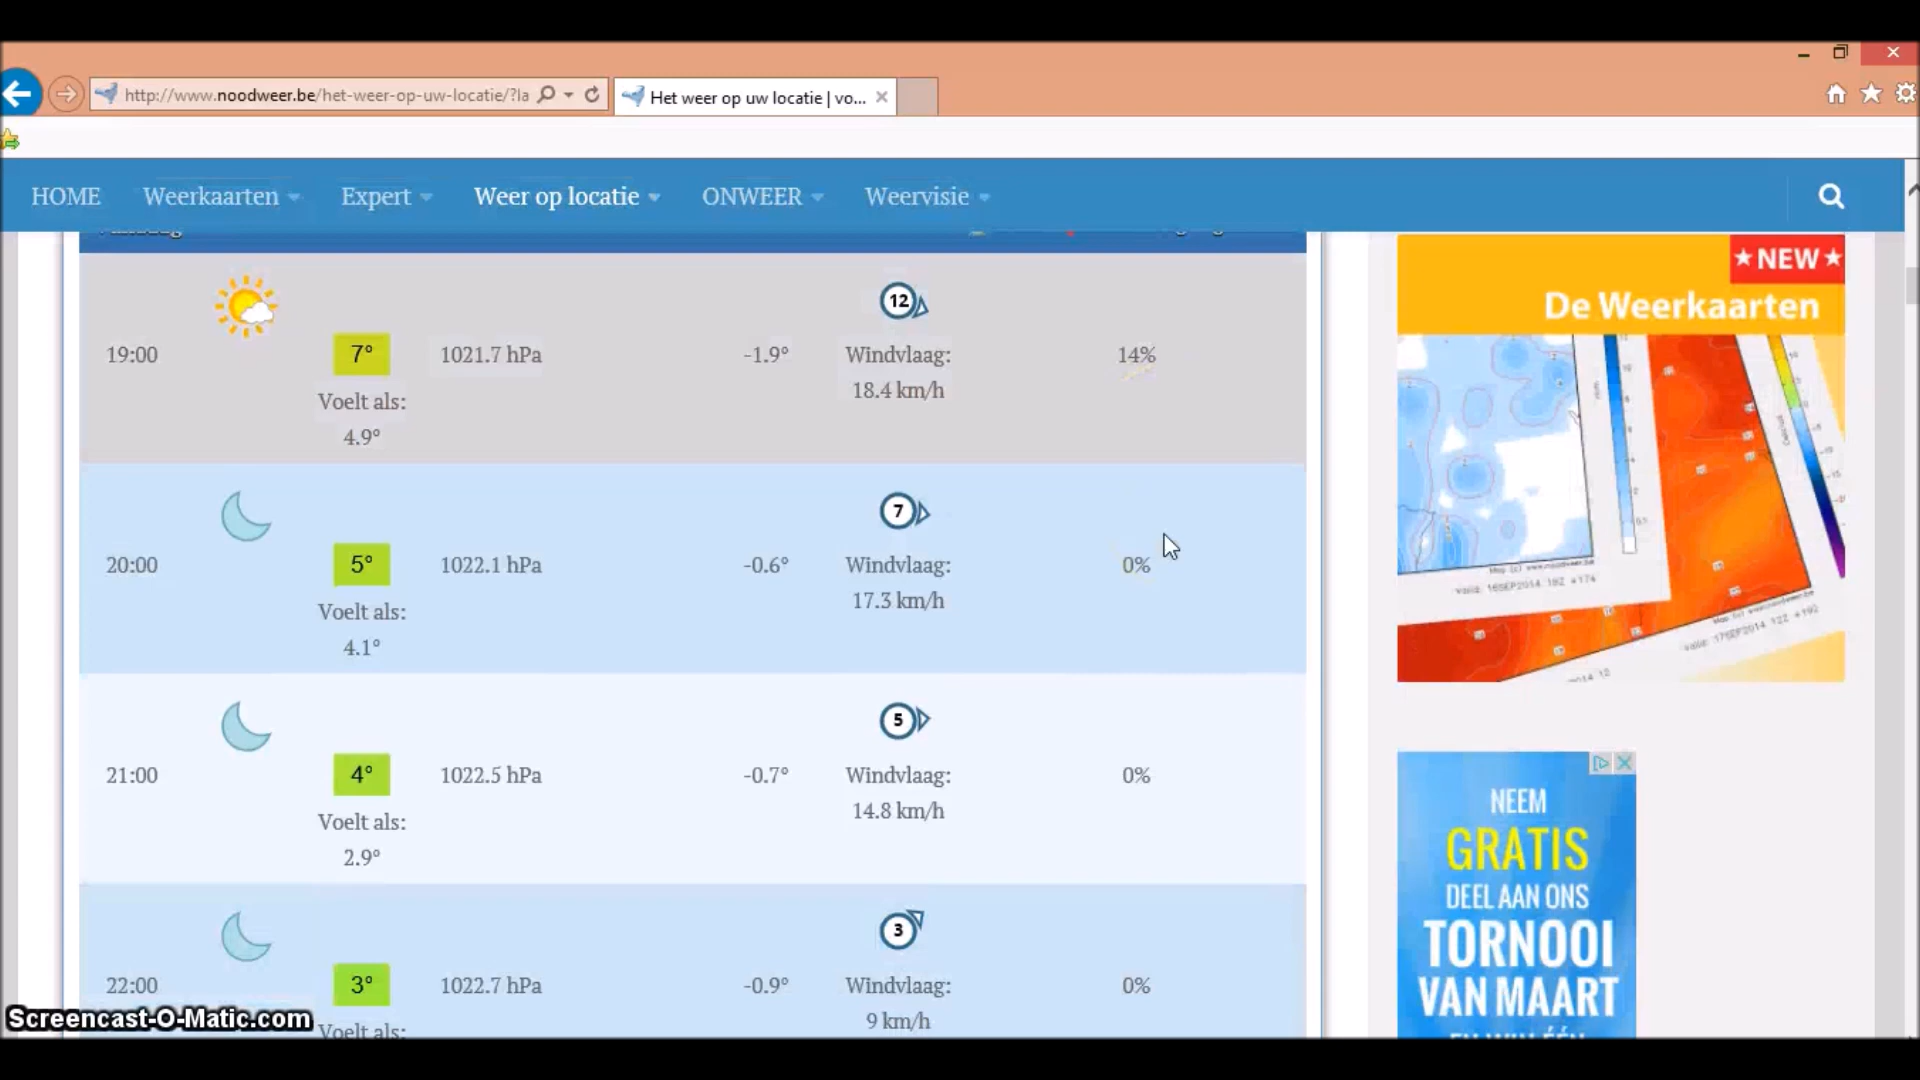 http://www.noodweer.be/het-weer-op-uw-locatie/?la
Het weer op uw locatie | vo...
HOME Weerkaarten Expert Weer op locatie ONWEER Weervisie
19:00
7°
Voelt als:
4.9°
1021.7 hPa
-1.9°
12
Windvlaag:
18.4 km/h
14%
20:00
5°
Voelt als:
4.1°
1022.1 hPa
-0.6°
7
Windvlaag:
17.3 km/h
0%
21:00
4°
Voelt als:
2.9°
1022.5 hPa
-0.7°
5
Windvlaag:
14.8 km/h
0%
22:00
3°
Voelt als:
1022.7 hPa
-0.9°
3
Windvlaag:
9 km/h
0%
NEW
De Weerkaarten
NEEM
GRATIS
DEEL AAN ONS
TORNOOI
VAN MAART
EN WIN ÉÉN
Screencast-O-Matic.com